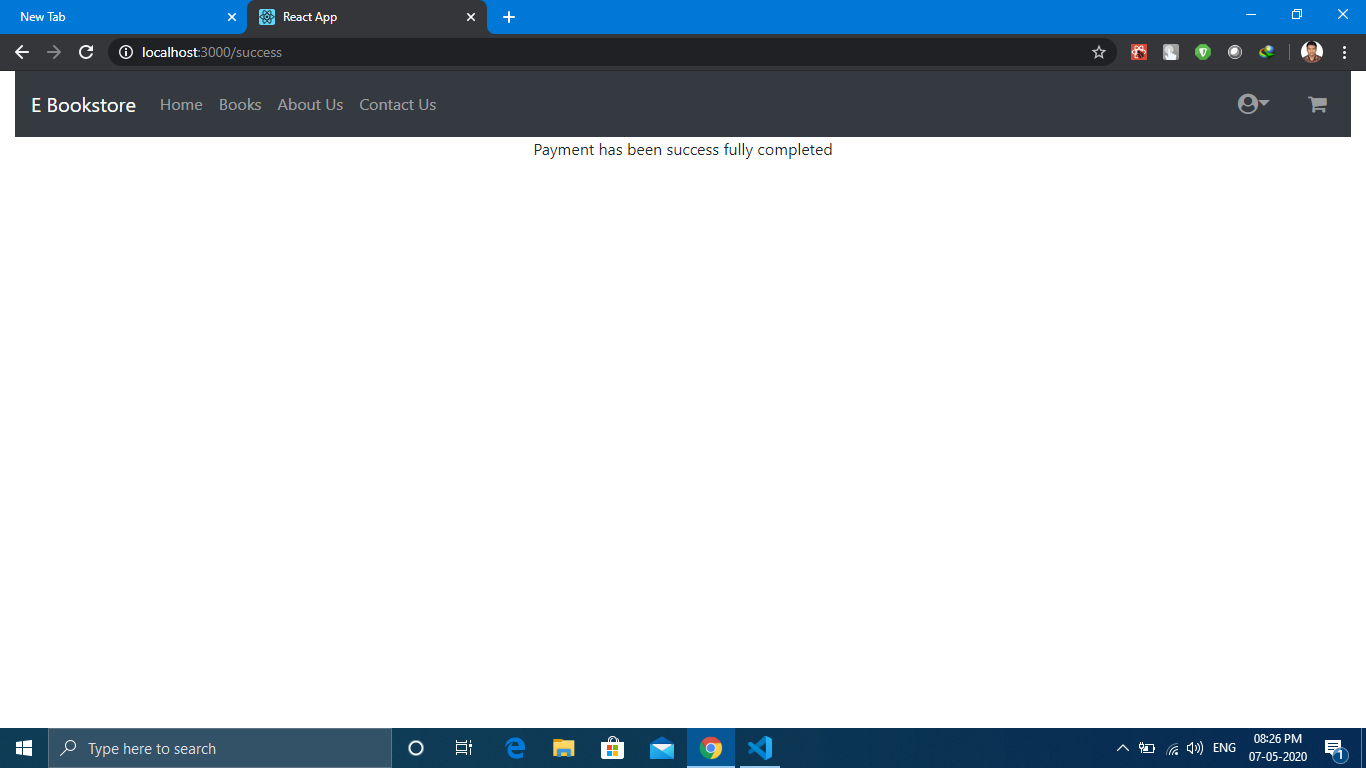 New Tab
React App
localhost:3000/success
E Bookstore Home Books About Us Contact Us
Payment has been success fully completed
Type here to search
ENG
08:26 PM
07-05-2020
1